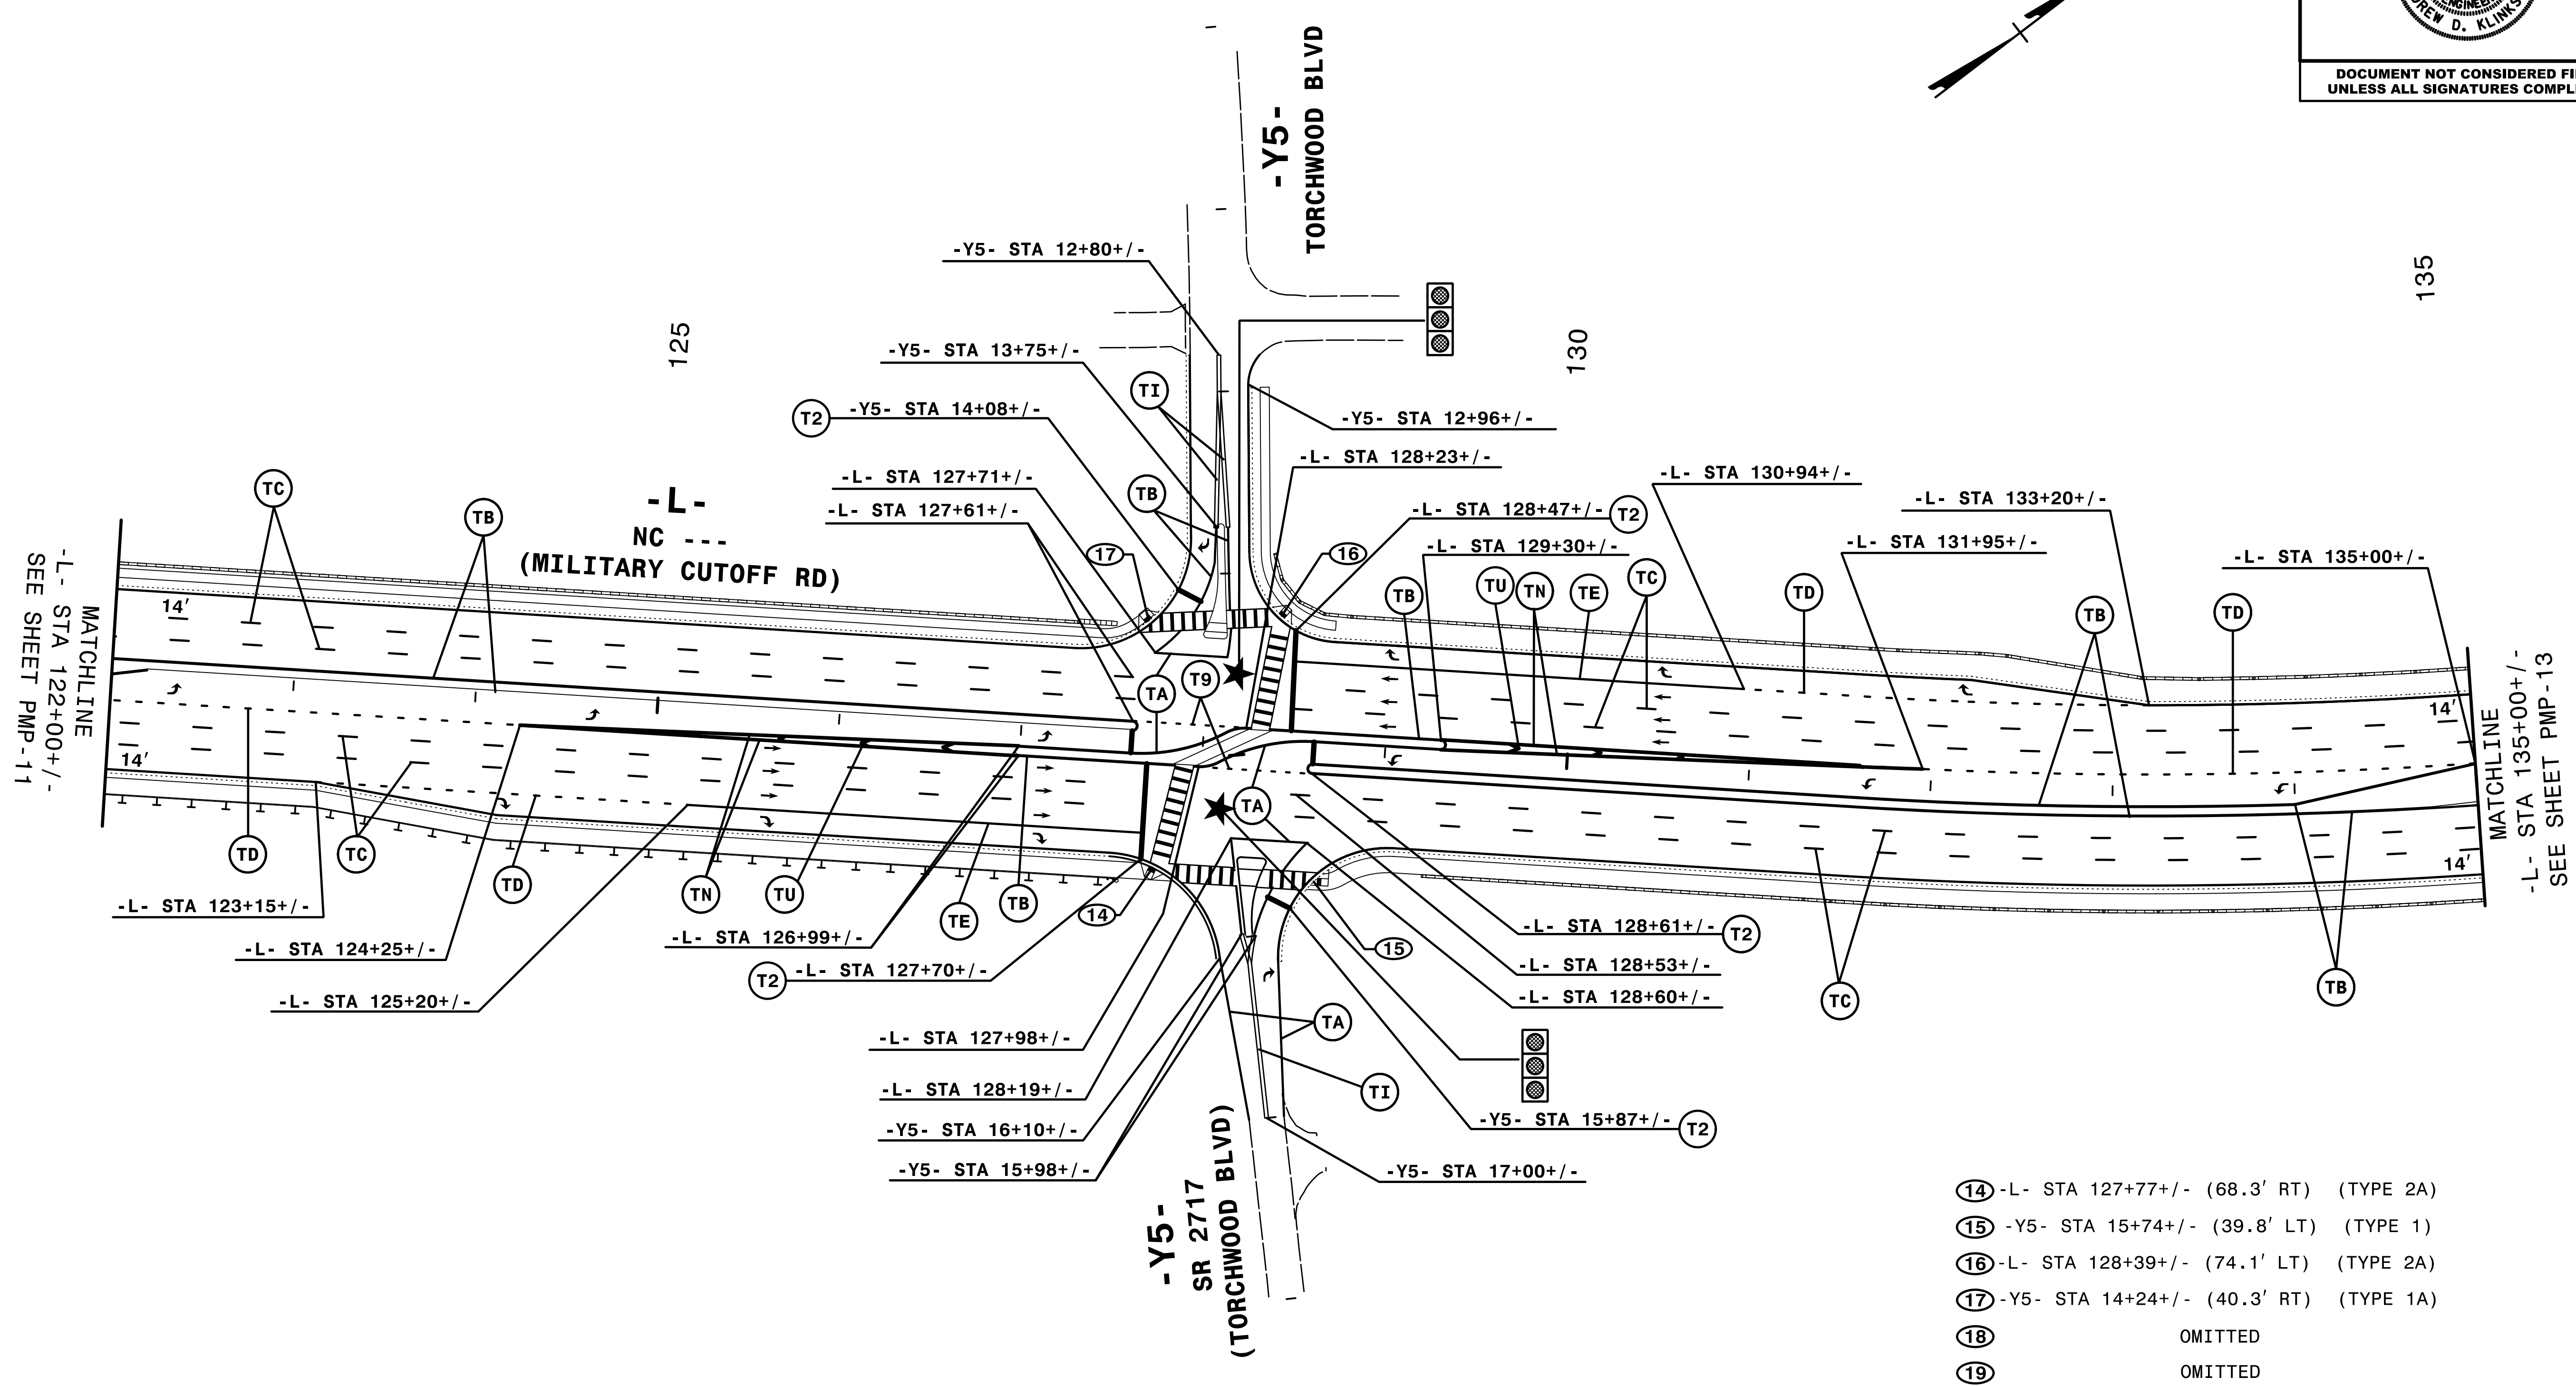 ENGINEER
DREW D. KLINKS
DOCUMENT NOT CONSIDERED FI
UNLESS ALL SIGNATURES COMPL
-Y5-
TORCHWOOD BLVD
125
130
135
-Y5- STA 12+80+/-
-Y5- STA 13+75+/-
T2 -Y5- STA 14+08+/-
-L- STA 127+71+/-
-L- STA 127+61+/-
TI
TB
17
-Y5- STA 12+96+/-
-L- STA 128+23+/-
-L- STA 128+47+/- T2
16
-L- STA 129+30+/-
-L- STA 130+94+/-
-L- STA 133+20+/-
-L- STA 131+95+/-
-L- STA 135+00+/-
TC
TB
-L-
NC ---
(MILITARY CUTOFF RD)
TB
TU
TN
TE
TC
TD
TB
TD
MATCHLINE
-L- STA 122+00+/-
SEE SHEET PMP-11
14'
14'
TA
T9
TA
14'
14'
MATCHLINE
-L- STA 135+00+/-
SEE SHEET PMP-13
TD
TC
TD
TN
TU
TE
TB
14
15
TC
TB
-L- STA 123+15+/-
-L- STA 124+25+/-
-L- STA 125+20+/-
-L- STA 126+99+/-
T2 -L- STA 127+70+/-
-L- STA 127+98+/-
-L- STA 128+19+/-
-Y5- STA 16+10+/-
-Y5- STA 15+98+/-
-L- STA 128+61+/- T2
-L- STA 128+53+/-
-L- STA 128+60+/-
TA
TI
-Y5- STA 15+87+/- T2
-Y5- STA 17+00+/-
-Y5-
SR 2717
(TORCHWOOD BLVD)
14 -L- STA 127+77+/- (68.3' RT) (TYPE 2A)
15 -Y5- STA 15+74+/- (39.8' LT) (TYPE 1)
16 -L- STA 128+39+/- (74.1' LT) (TYPE 2A)
17 -Y5- STA 14+24+/- (40.3' RT) (TYPE 1A)
18 OMITTED
19 OMITTED